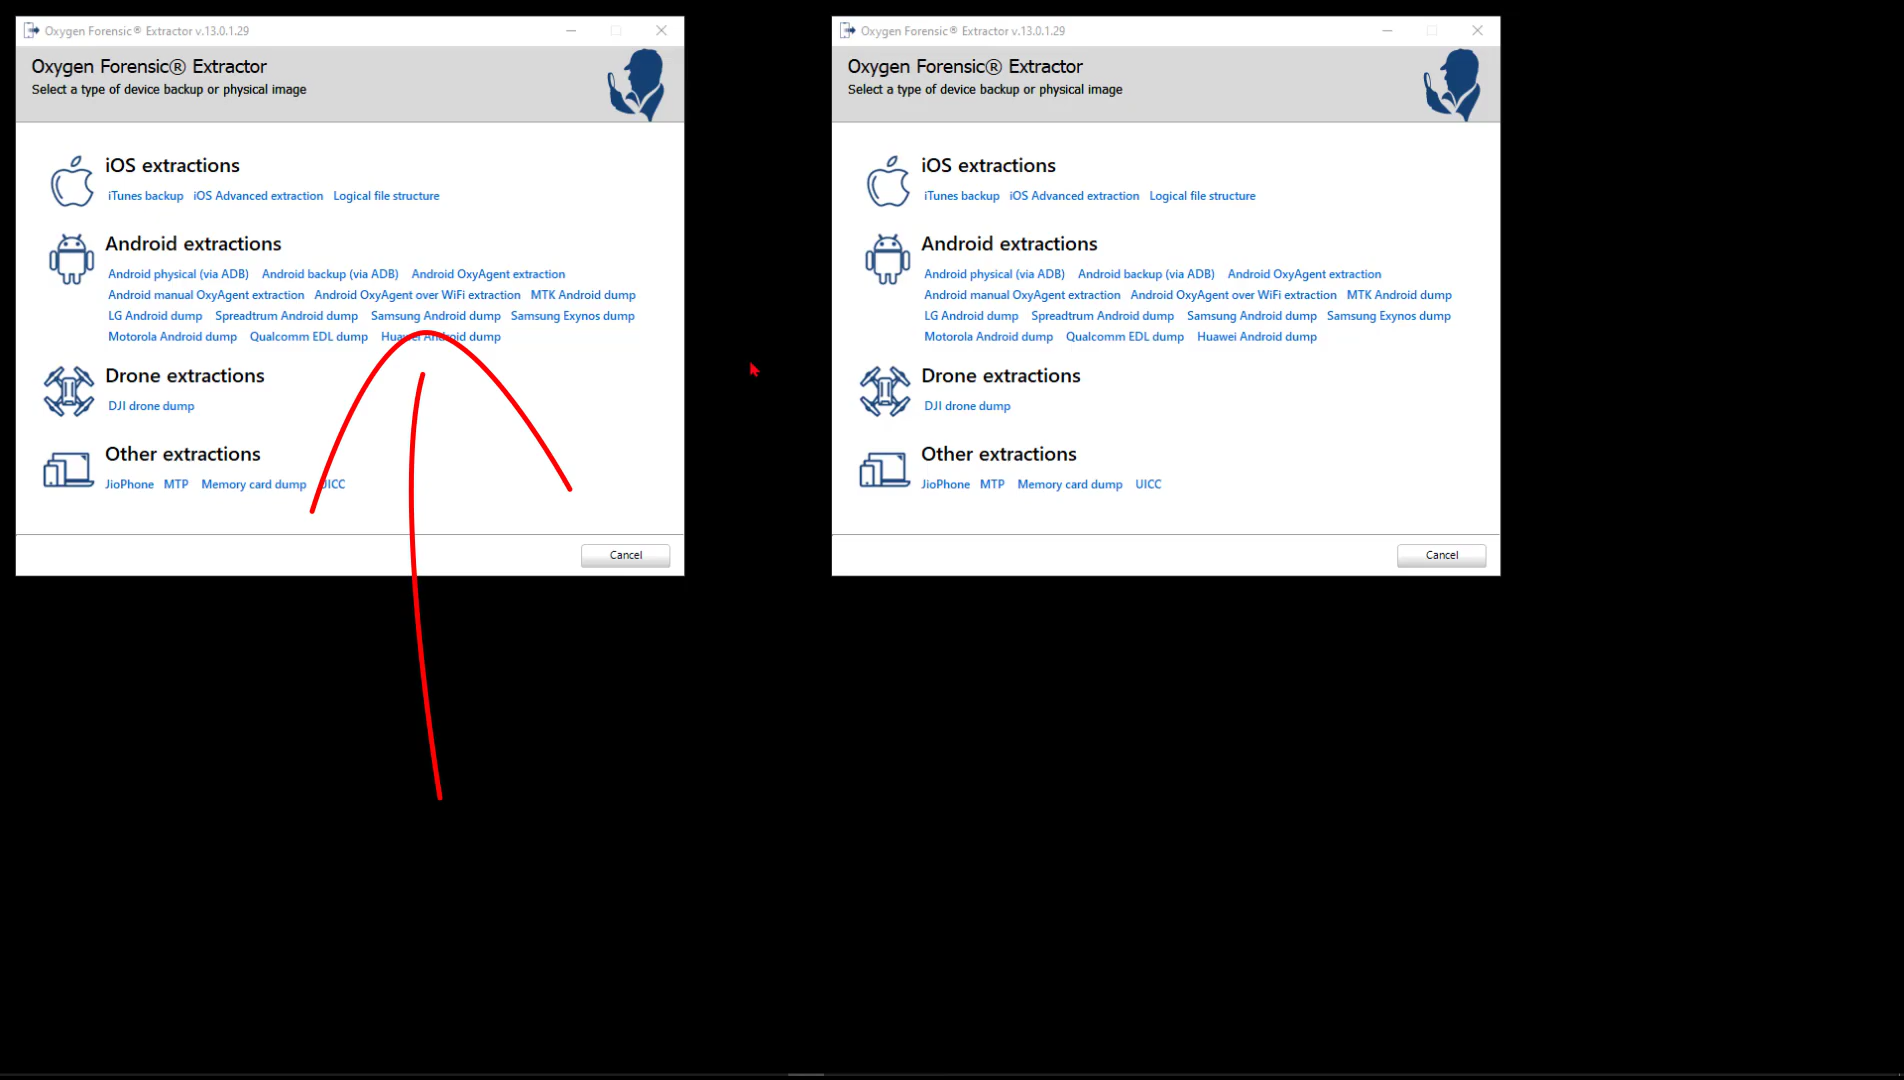 Oxygen Forensic® Extractor v.13.0.1.29
Oxygen Forensic® Extractor
Select a type of device backup or physical image
iOS extractions
iTunes backup iOS Advanced extraction Logical file structure
Android extractions
Android physical (via ADB) Android backup (via ADB) Android OxyAgent extraction
Android manual OxyAgent extraction Android OxyAgent over WiFi extraction MTK Android dump
LG Android dump Spreadtrum Android dump Samsung Android dump Samsung Exynos dump
Motorola Android dump Qualcomm EDL dump Huawei Android dump
Drone extractions
DJI drone dump
Other extractions
JioPhone MTP Memory card dump UICC
Cancel
Oxygen Forensic® Extractor v.13.0.1.29
Oxygen Forensic® Extractor
Select a type of device backup or physical image
iOS extractions
iTunes backup iOS Advanced extraction Logical file structure
Android extractions
Android physical (via ADB) Android backup (via ADB) Android OxyAgent extraction
Android manual OxyAgent extraction Android OxyAgent over WiFi extraction MTK Android dump
LG Android dump Spreadtrum Android dump Samsung Android dump Samsung Exynos dump
Motorola Android dump Qualcomm EDL dump Huawei Android dump
Drone extractions
DJI drone dump
Other extractions
JioPhone MTP Memory card dump UICC
Cancel